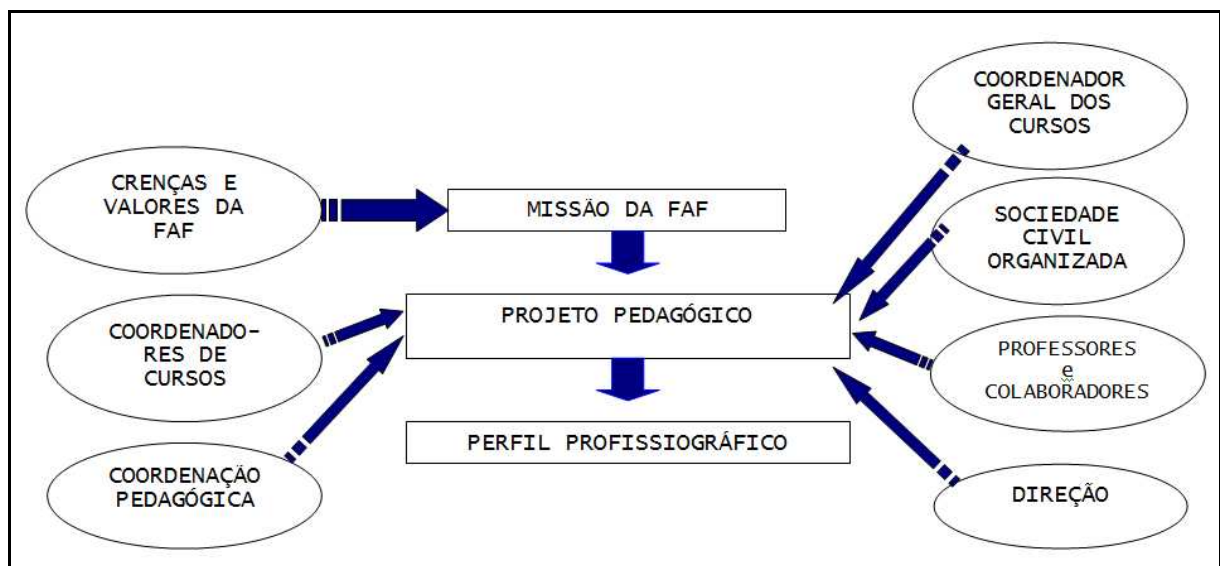 CRENÇAS E
VALORES DA
FAF
MISSÃO DA FAF
COORDENADOR
GERAL DOS
CURSOS
SOCIEDADE
CIVIL
ORGANIZADA
COORDENADO-
RES DE
CURSOS
PROJETO PEDAGÓGICO
PROFESSORES
e
COLABORADORES
COORDENAÇÃO
PEDAGÓGICA
PERFIL PROFISSIOGRÁFICO
DIREÇÃO